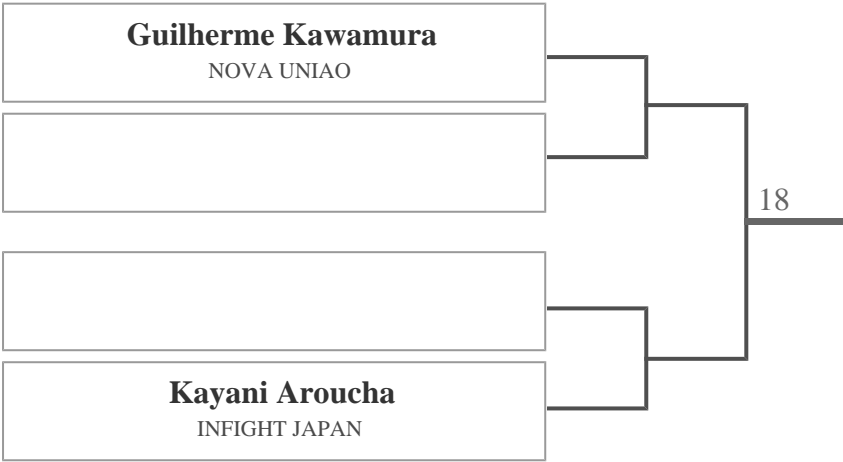 Guilherme Kawamura
NOVA UNIAO
18
Kayani Aroucha
INFIGHT JAPAN